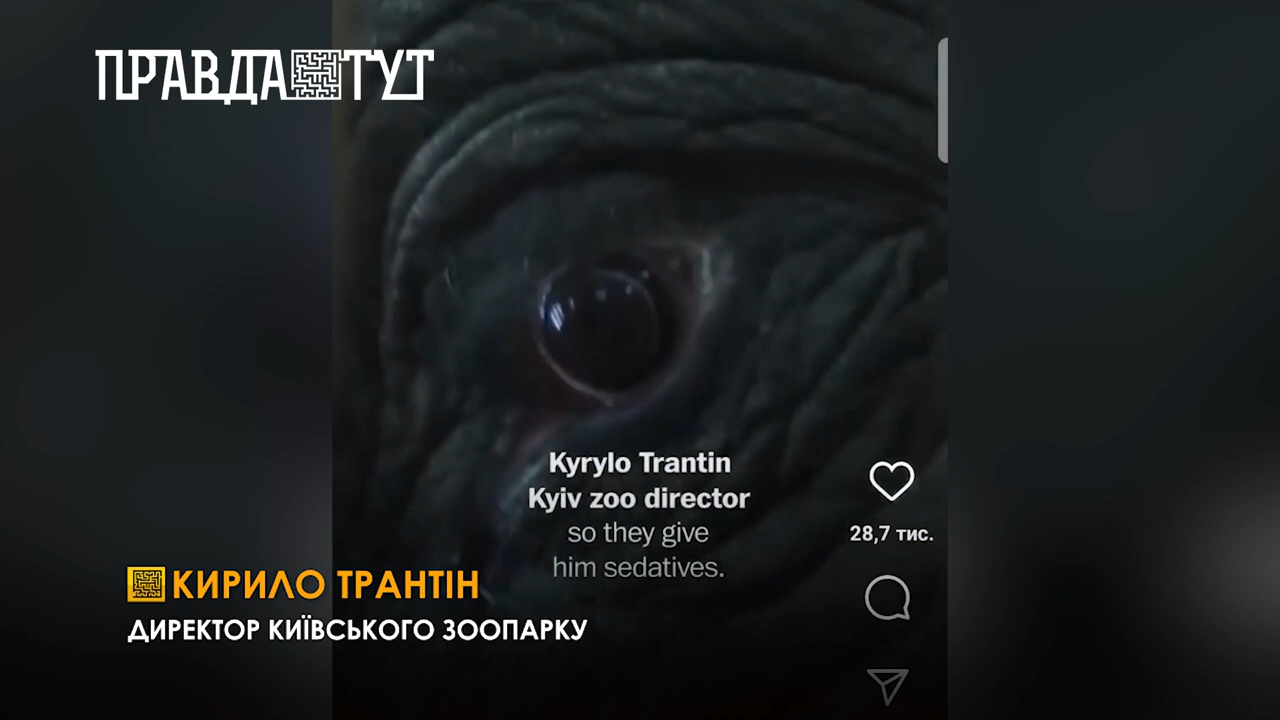 ПРАВДА ТУТ
Kyrylo Trantin
Kyiv zoo director
so they give
him sedatives.
28,7 тис.
КИРИЛО ТРАНТІН
ДИРЕКТОР КИЇВСЬКОГО ЗООПАРКУ